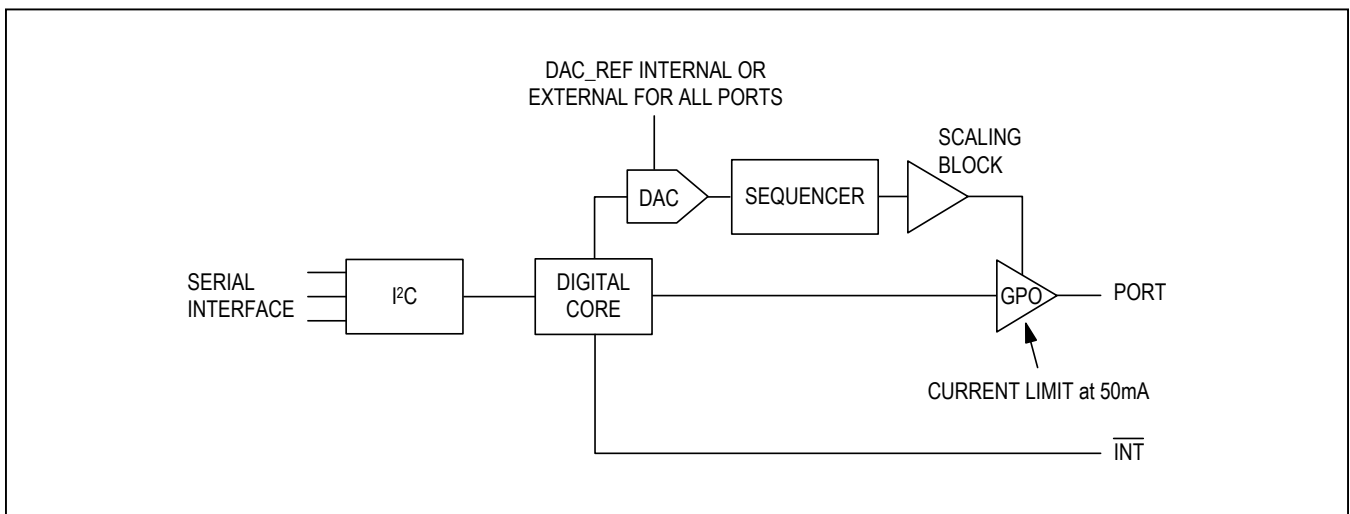 DAC_REF INTERNAL OR
EXTERNAL FOR ALL PORTS
SCALING
BLOCK
DAC
SEQUENCER
SERIAL
INTERFACE
I²C
DIGITAL
CORE
GPO
PORT
CURRENT LIMIT at 50mA
I̅N̅T̅